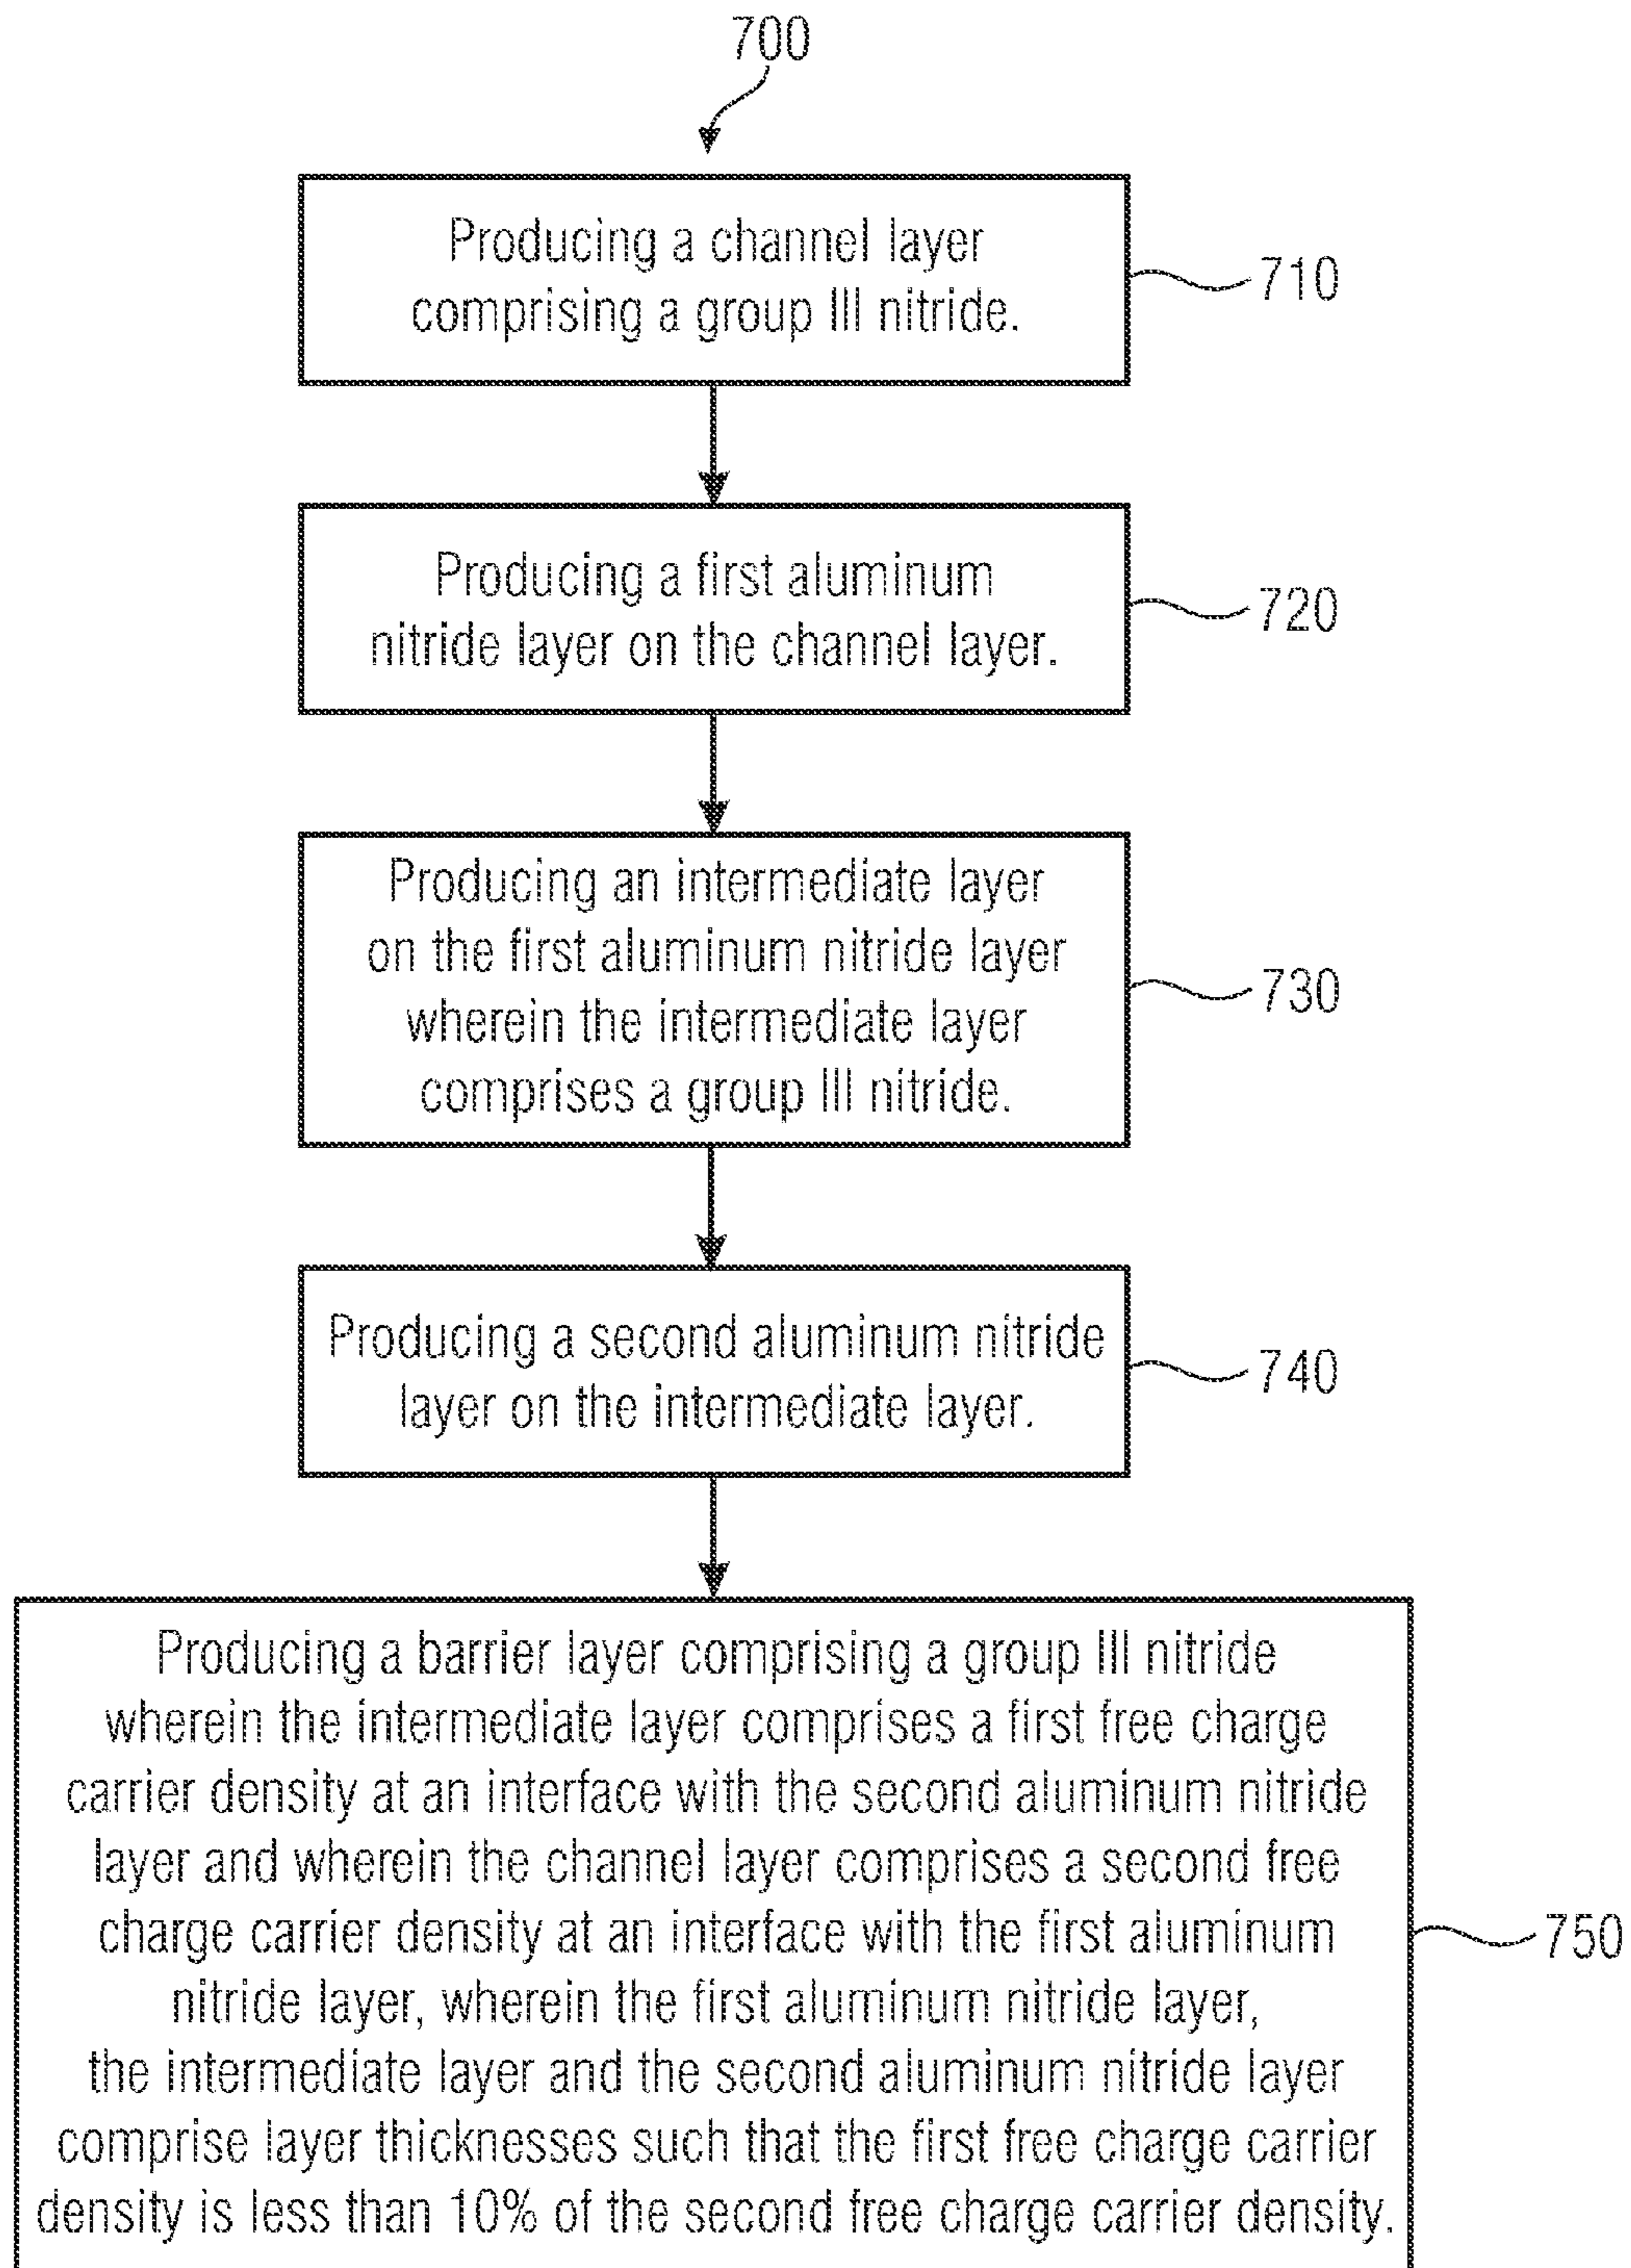 700
Producing a channel layer
comprising a group III nitride.
710
Producing a first aluminum
nitride layer on the channel layer.
720
Producing an intermediate layer
on the first aluminum nitride layer
wherein the intermediate layer
comprises a group III nitride.
730
Producing a second aluminum nitride
layer on the intermediate layer.
740
Producing a barrier layer comprising a group III nitride
wherein the intermediate layer comprises a first free charge
carrier density at an interface with the second aluminum nitride
layer and wherein the channel layer comprises a second free
charge carrier density at an interface with the first aluminum
nitride layer, wherein the first aluminum nitride layer,
the intermediate layer and the second aluminum nitride layer
comprise layer thicknesses such that the first free charge carrier
density is less than 10% of the second free charge carrier density.
750